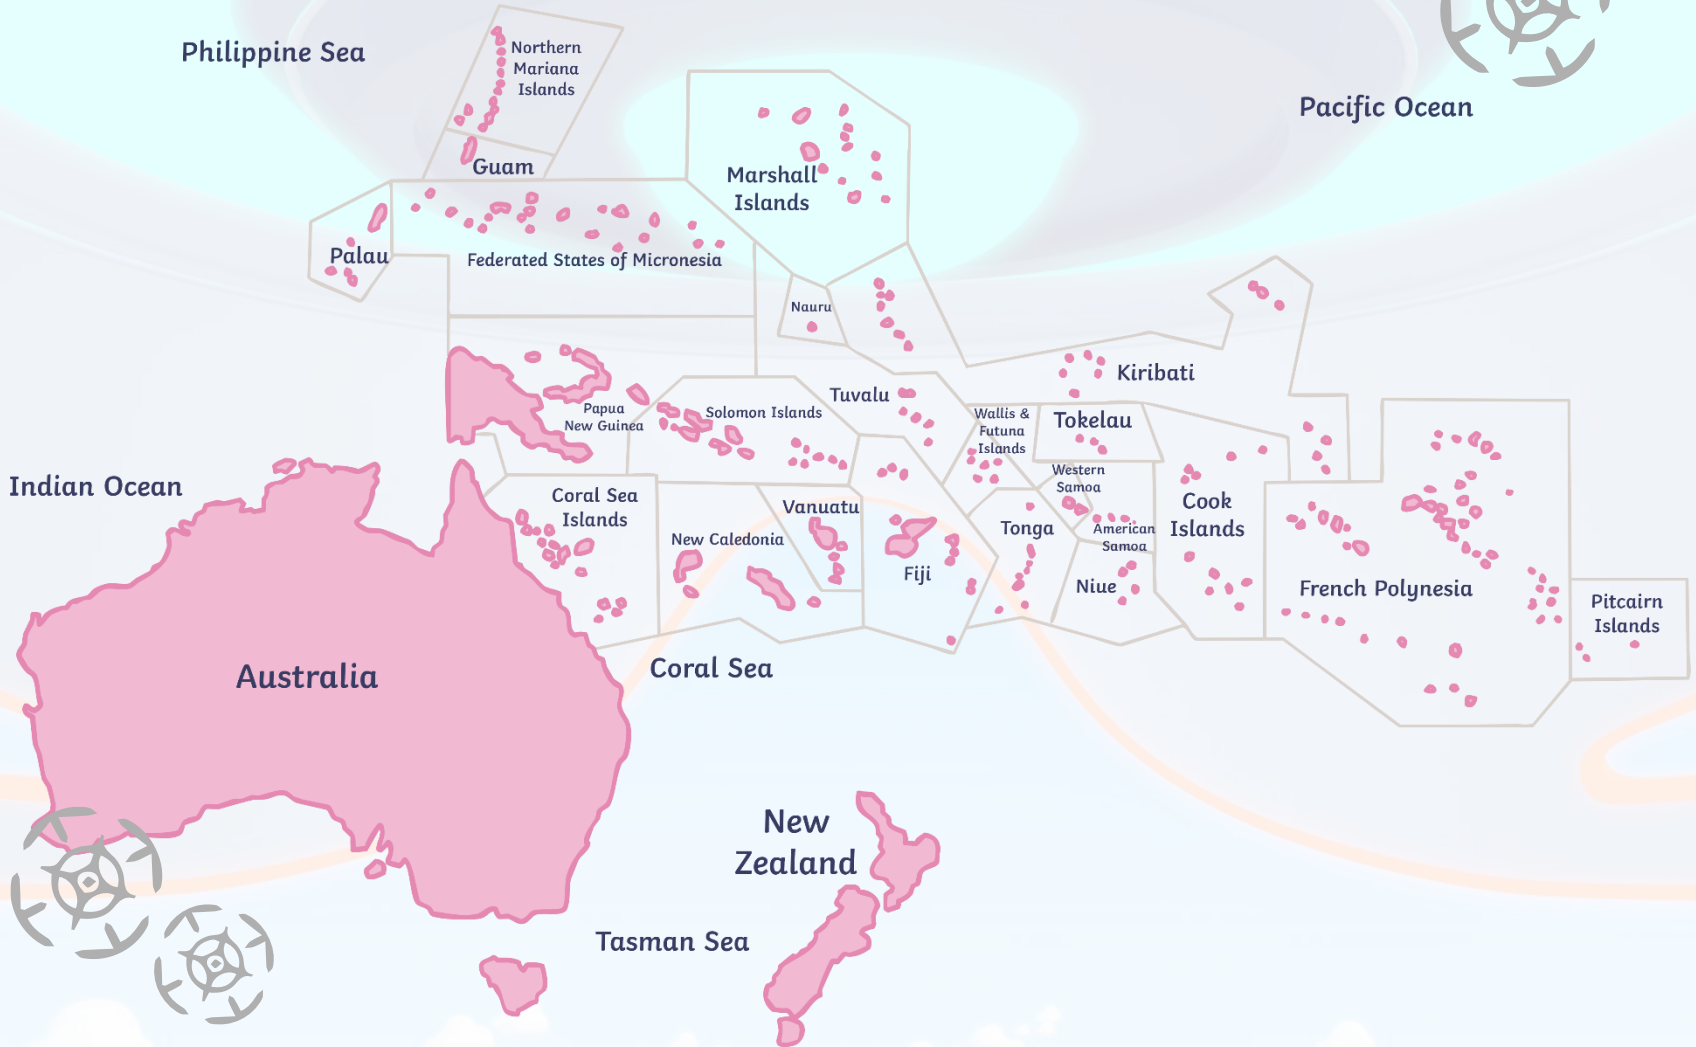 Philippine Sea
Northern
Mariana
Islands
Pacific Ocean
Guam
Marshall
Islands
Palau
Federated States of Micronesia
Nauru
Kiribati
Tuvalu
Papua
New Guinea
Solomon Islands
Wallis &
Futuna
Islands
Tokelau
Indian Ocean
Western
Samoa
Coral Sea
Islands
Vanuatu
Cook
Islands
New Caledonia
Tonga
American
Samoa
Fiji
Niue
French Polynesia
Pitcairn
Islands
Australia
Coral Sea
New
Zealand
Tasman Sea